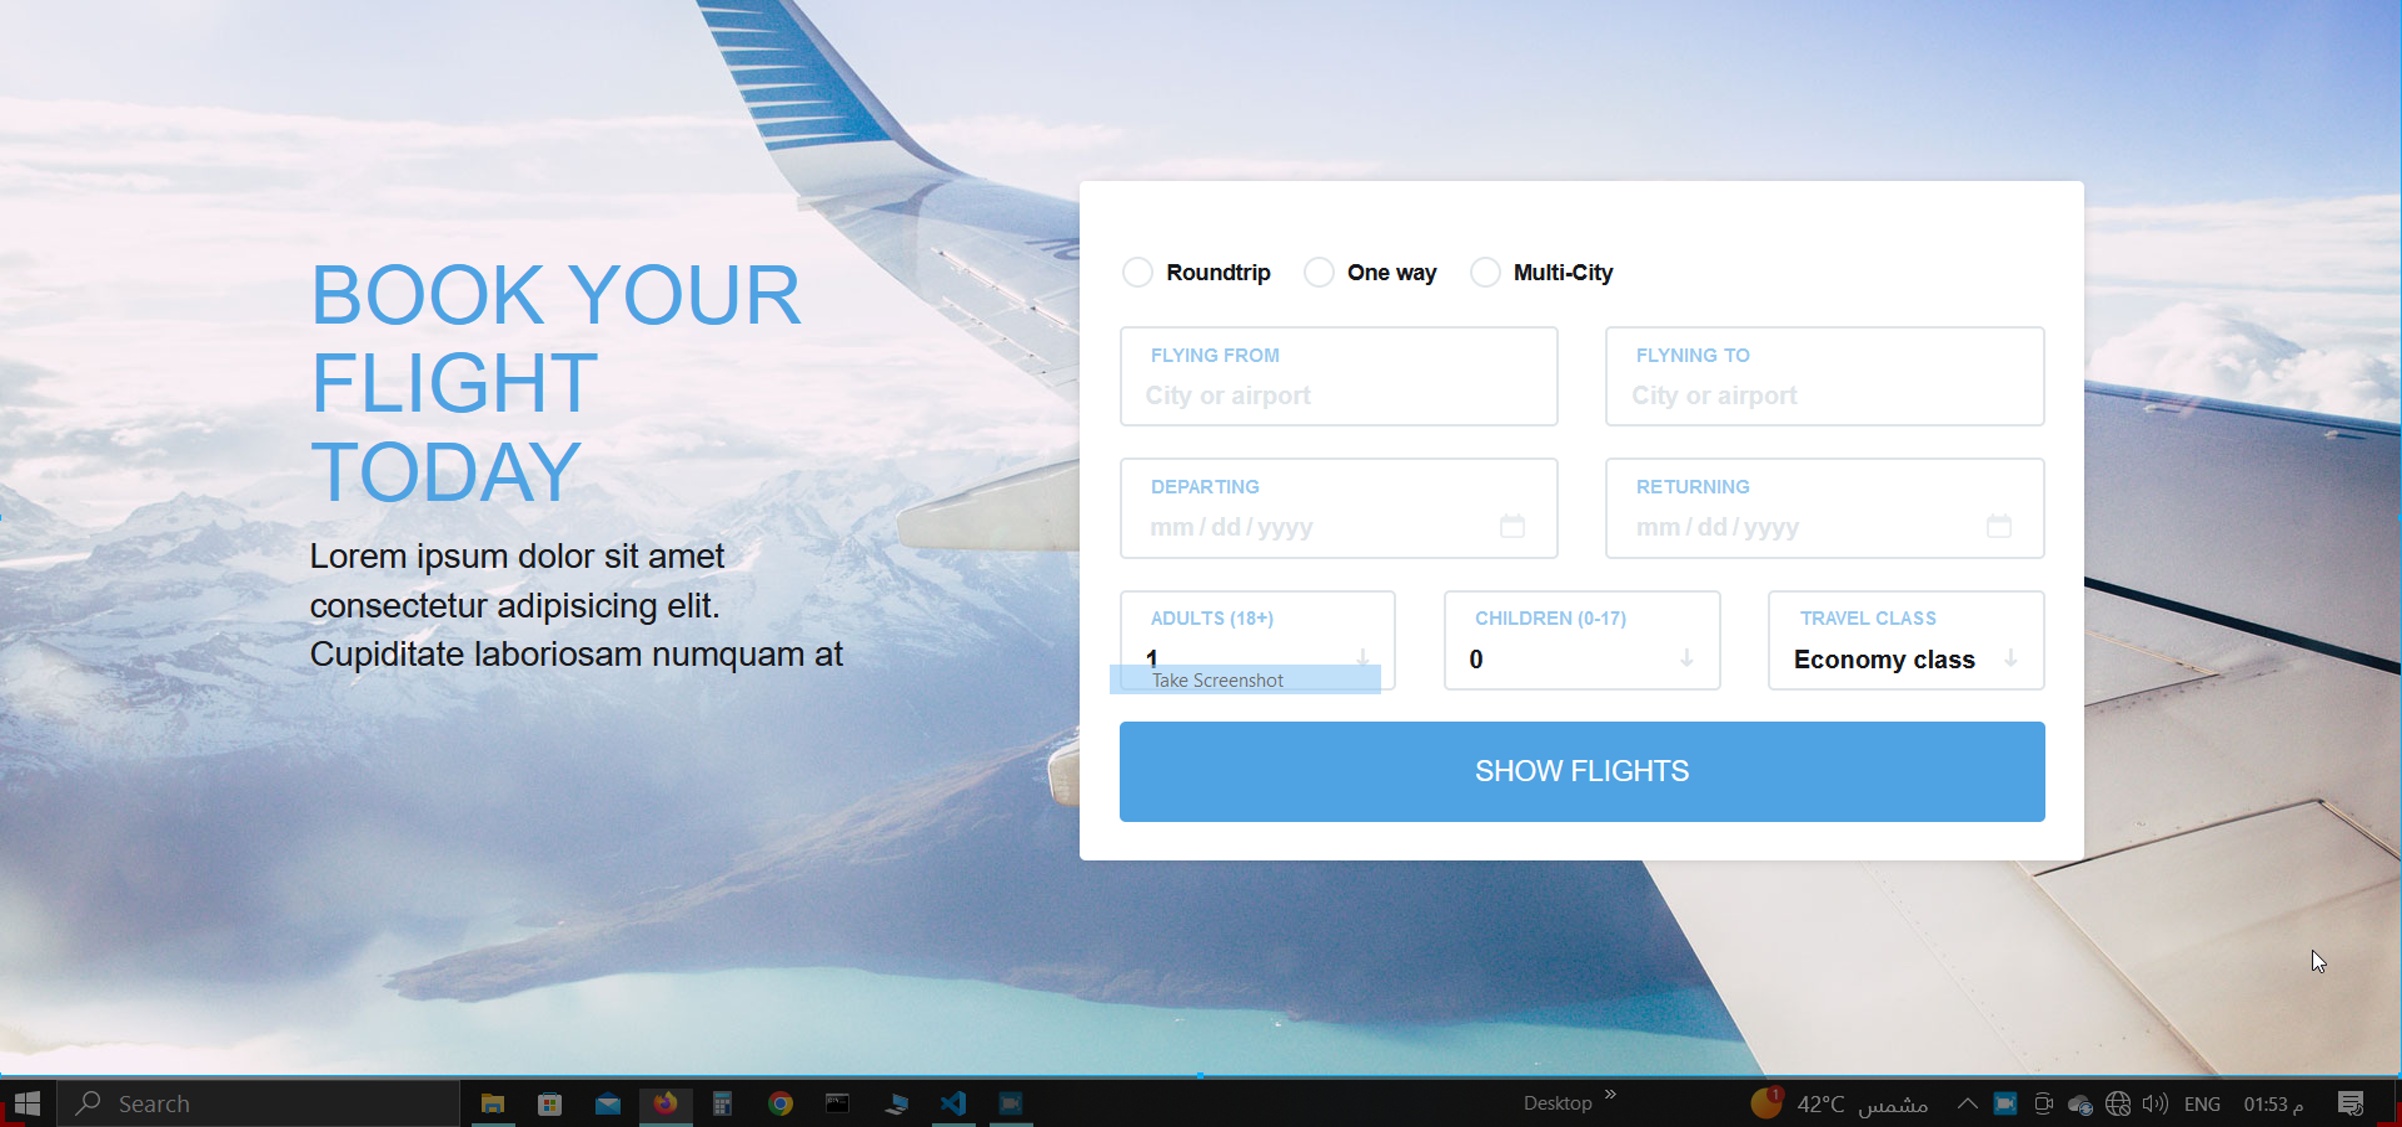 BOOK YOUR
FLIGHT
TODAY
Lorem ipsum dolor sit amet
consectetur adipisicing elit.
Cupiditate laboriosam numquam at
Roundtrip One way Multi-City
FLYING FROM
City or airport
FLYNING TO
City or airport
DEPARTING
mm / dd / yyyy
RETURNING
mm / dd / yyyy
ADULTS (18+)
1
Take Screenshot
CHILDREN (0-17)
0
TRAVEL CLASS
Economy class
SHOW FLIGHTS
Search
Desktop
1
42°C مشمس
ENG
01:53 م